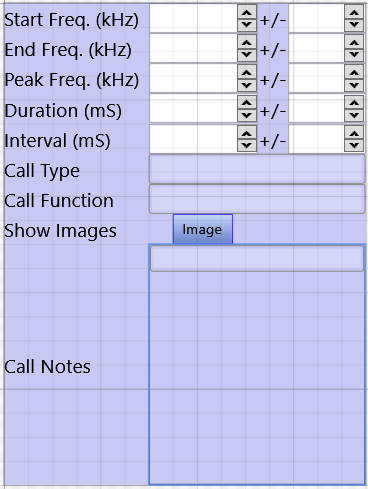 Start Freq. (kHz) +/-
End Freq. (kHz) +/-
Peak Freq. (kHz) +/-
Duration (mS) +/-
Interval (mS) +/-
Call Type
Call Function
Show Images Image
Call Notes